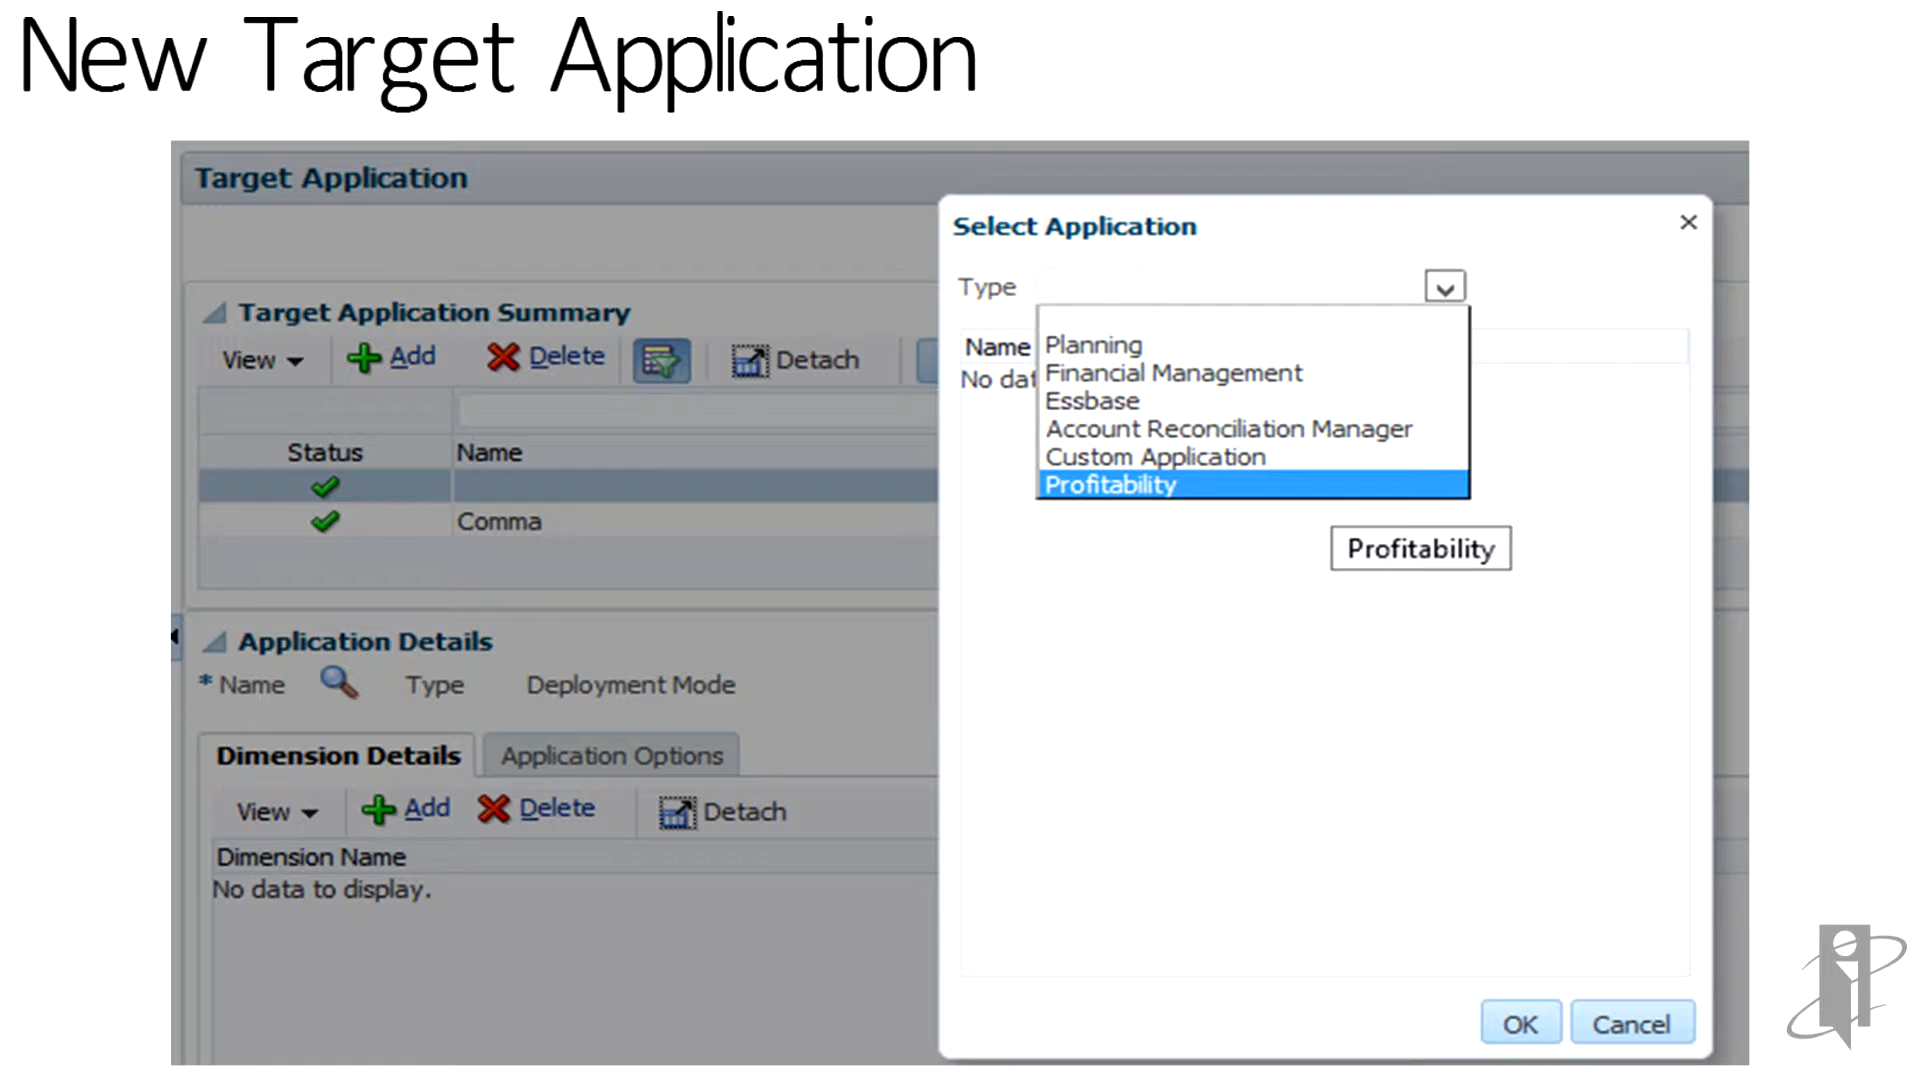 New Target Application
Target Application
Target Application Summary
View Add Delete Detach
Status Name
Comma
Application Details
* Name Type Deployment Mode
Dimension Details Application Options
View Add Delete Detach
Dimension Name
No data to display.
Select Application
Type
Name
No dat
Planning
Financial Management
Essbase
Account Reconciliation Manager
Custom Application
Profitability
Profitability
OK Cancel